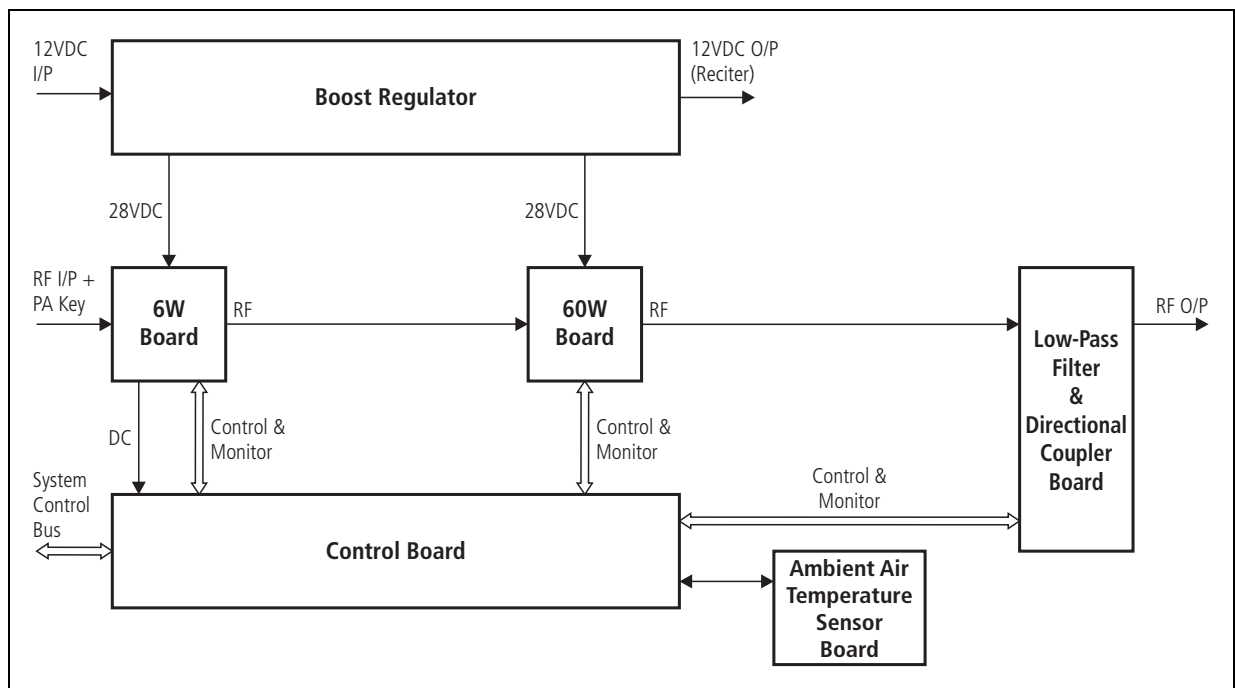 12VDC
I/P
Boost Regulator
12VDC O/P
(Reciter)
28VDC
28VDC
RF I/P +
PA Key
6W
Board
RF
60W
Board
RF
Low-Pass
Filter
&
Directional
Coupler
Board
RF O/P
DC
Control &
Monitor
Control &
Monitor
Control &
Monitor
System
Control
Bus
Control Board
Ambient Air
Temperature
Sensor
Board